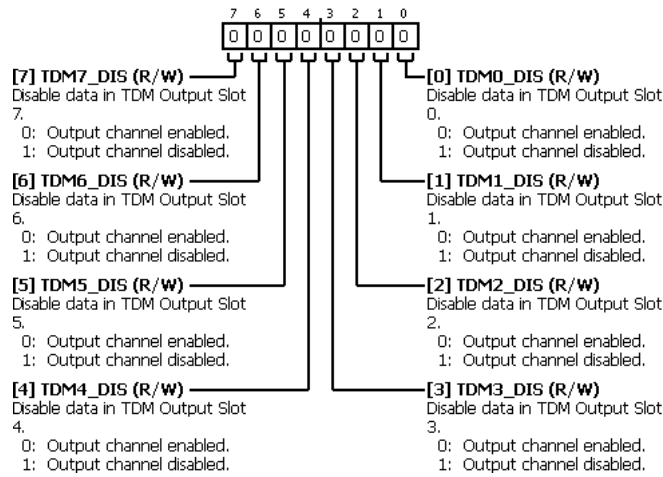 7 6 5 4 3 2 1 0
0 0 0 0 0 0 0 0
[7] TDM7_DIS (R/W)
Disable data in TDM Output Slot
7.
0: Output channel enabled.
1: Output channel disabled.
[6] TDM6_DIS (R/W)
Disable data in TDM Output Slot
6.
0: Output channel enabled.
1: Output channel disabled.
[5] TDM5_DIS (R/W)
Disable data in TDM Output Slot
5.
0: Output channel enabled.
1: Output channel disabled.
[4] TDM4_DIS (R/W)
Disable data in TDM Output Slot
4.
0: Output channel enabled.
1: Output channel disabled.
[0] TDM0_DIS (R/W)
Disable data in TDM Output Slot
0.
0: Output channel enabled.
1: Output channel disabled.
[1] TDM1_DIS (R/W)
Disable data in TDM Output Slot
1.
0: Output channel enabled.
1: Output channel disabled.
[2] TDM2_DIS (R/W)
Disable data in TDM Output Slot
2.
0: Output channel enabled.
1: Output channel disabled.
[3] TDM3_DIS (R/W)
Disable data in TDM Output Slot
3.
0: Output channel enabled.
1: Output channel disabled.